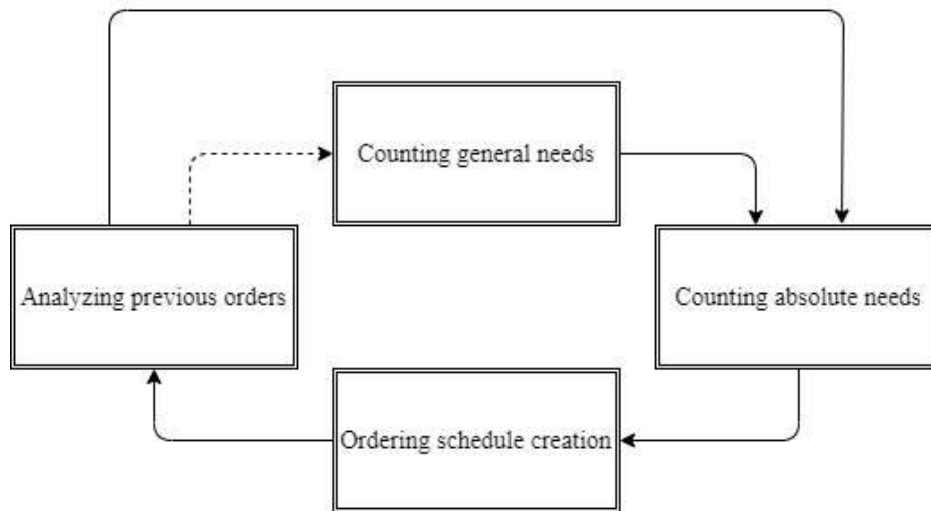 Counting general needs
Analyzing previous orders
Counting absolute needs
Ordering schedule creation